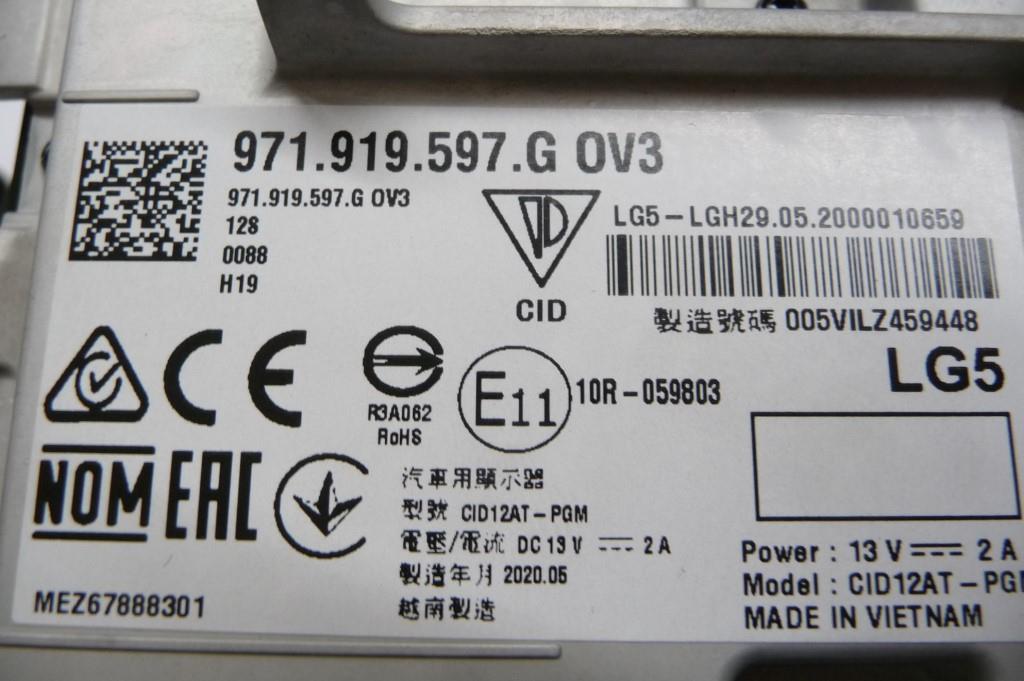 971.919.597.G 0V3
971.919.597.G 0V3
128
0088
H19
CID
LG5-LGH29.05.2000010659
製造號碼 005VILZ459448
LG5
CE
R3A062
RoHS
E11
10R-059803
NOM
EAC
汽車用顯示器
型號 CID12AT-PGM
電壓/電流 DC 13 V ⎓ 2 A
製造年月 2020.05
越南製造
MEZ67888301
Power : 13 V ⎓ 2 A
Model : CID12AT-PG
MADE IN VIETNAM